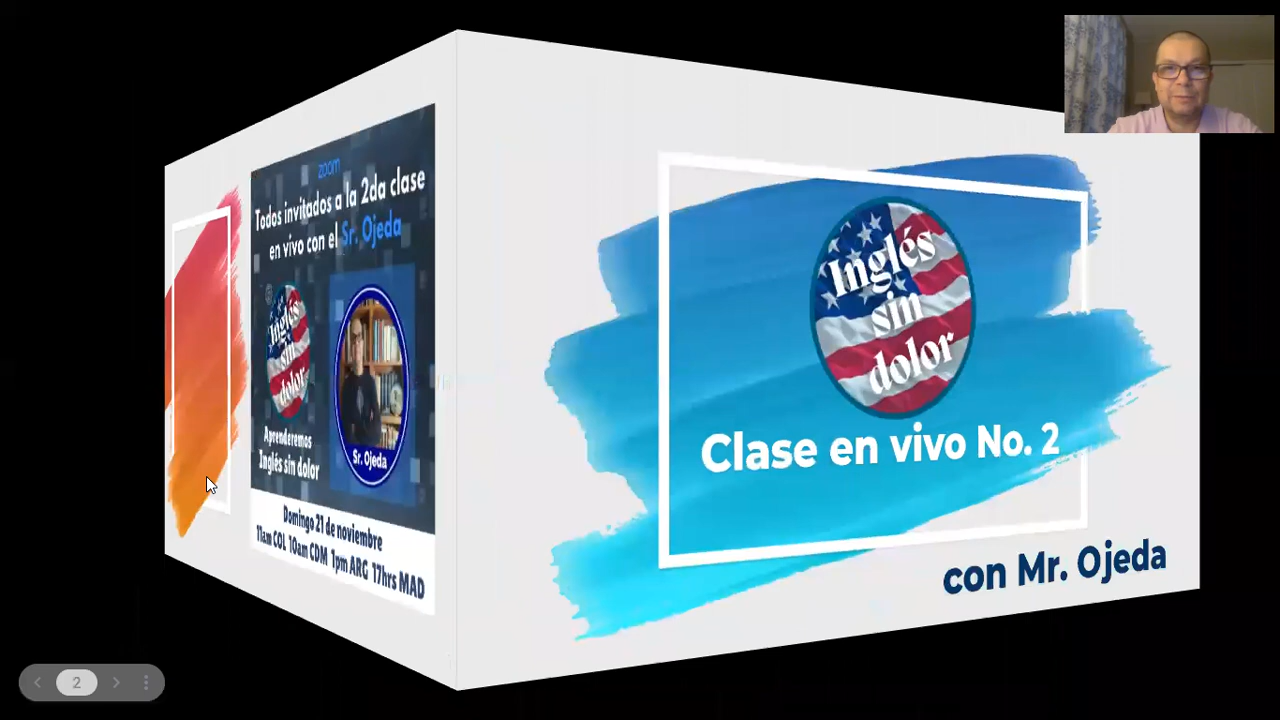 zoom
Todos invitados a la 2da clase
en vivo con el Sr. Ojeda
Inglés
sin
dolor
Aprenderemos
Inglés sin dolor
Sr. Ojeda
Domingo 21 de noviembre
11am COL 10am CDM 1pm ARG 17hrs MAD
Inglés
sin
dolor
Clase en vivo No. 2
con Mr. Ojeda
2